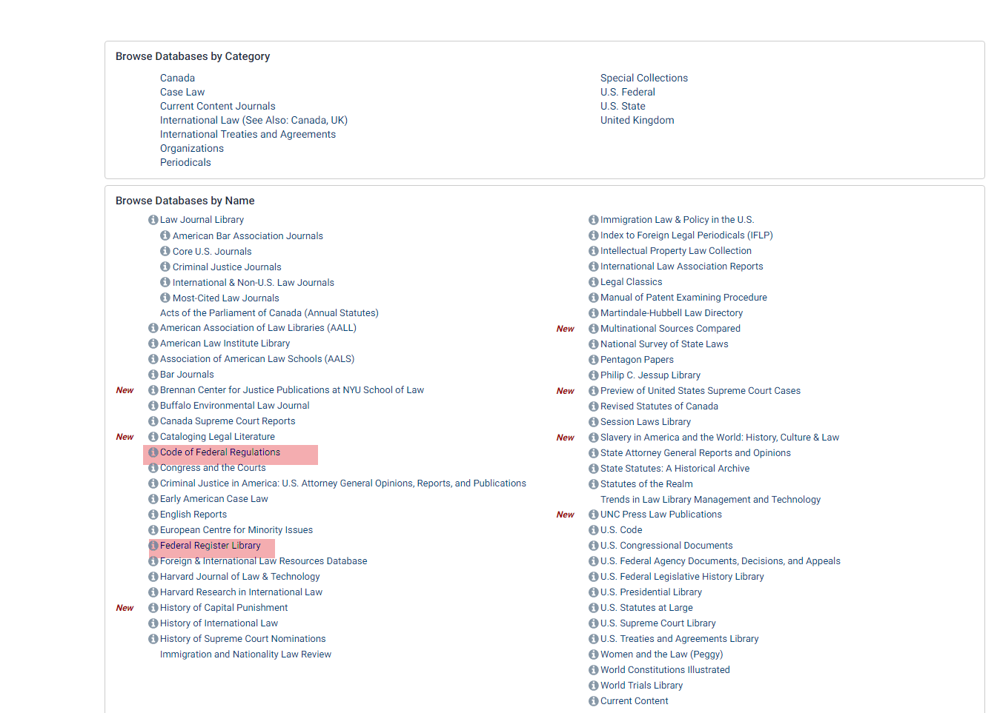 Browse Databases by Category
Canada
Case Law
Current Content Journals
International Law (See Also: Canada, UK)
International Treaties and Agreements
Organizations
Periodicals
Special Collections
U.S. Federal
U.S. State
United Kingdom
Browse Databases by Name
Law Journal Library
American Bar Association Journals
Core U.S. Journals
Criminal Justice Journals
International & Non-U.S. Law Journals
Most-Cited Law Journals
Acts of the Parliament of Canada (Annual Statutes)
American Association of Law Libraries (AALL)
American Law Institute Library
Association of American Law Schools (AALS)
Bar Journals
New Brennan Center for Justice Publications at NYU School of Law
Buffalo Environmental Law Journal
Canada Supreme Court Reports
New Cataloging Legal Literature
Code of Federal Regulations
Congress and the Courts
Criminal Justice in America: U.S. Attorney General Opinions, Reports, and Publications
Early American Case Law
English Reports
European Centre for Minority Issues
Federal Register Library
Foreign & International Law Resources Database
Harvard Journal of Law & Technology
Harvard Research in International Law
New History of Capital Punishment
History of International Law
History of Supreme Court Nominations
Immigration and Nationality Law Review
Immigration Law & Policy in the U.S.
Index to Foreign Legal Periodicals (IFLP)
Intellectual Property Law Collection
International Law Association Reports
Legal Classics
Manual of Patent Examining Procedure
Martindale-Hubbell Law Directory
New Multinational Sources Compared
National Survey of State Laws
Pentagon Papers
Philip C. Jessup Library
New Preview of United States Supreme Court Cases
Revised Statutes of Canada
Session Laws Library
New Slavery in America and the World: History, Culture & Law
State Attorney General Reports and Opinions
State Statutes: A Historical Archive
Statutes of the Realm
Trends in Law Library Management and Technology
New UNC Press Law Publications
U.S. Code
U.S. Congressional Documents
U.S. Federal Agency Documents, Decisions, and Appeals
U.S. Federal Legislative History Library
U.S. Presidential Library
U.S. Statutes at Large
U.S. Supreme Court Library
U.S. Treaties and Agreements Library
Women and the Law (Peggy)
World Constitutions Illustrated
World Trials Library
Current Content